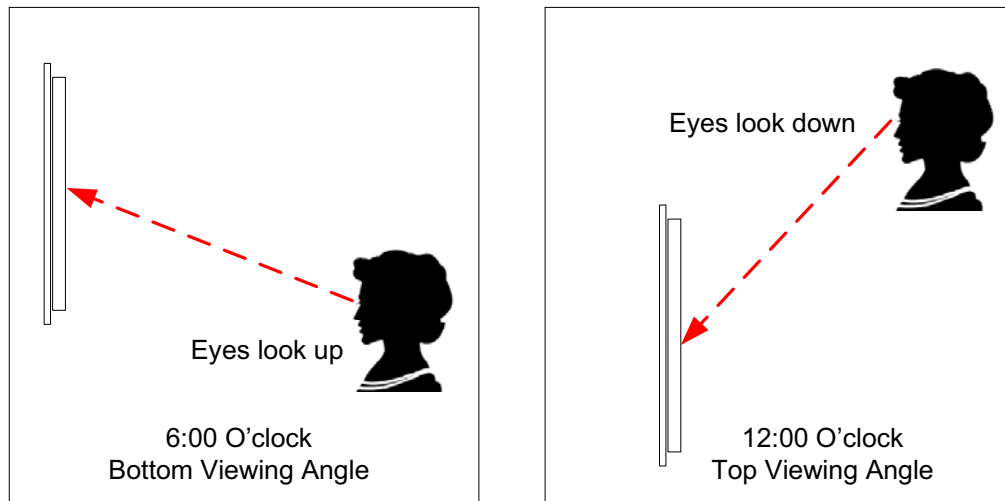 Eyes look up
6:00 O’clock
Bottom Viewing Angle
Eyes look down
12:00 O’clock
Top Viewing Angle